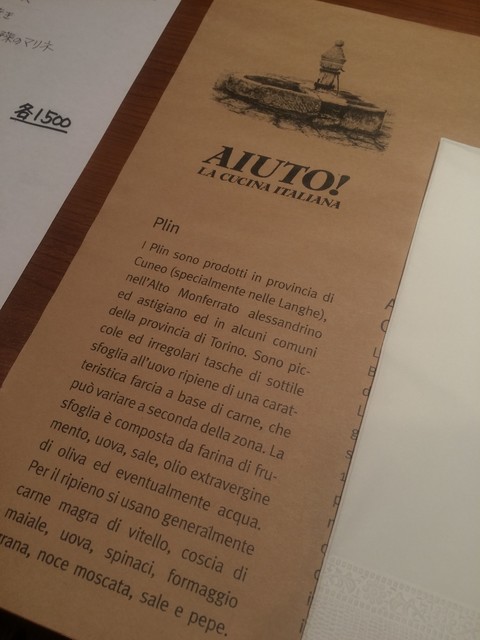 のマリネ
各1500
AIUTO!
LA CUCINA ITALIANA
Plin
I Plin sono prodotti in provincia di
Cuneo (specialmente nelle Langhe),
nell'Alto Monferrato alessandrino
ed astigiano ed in alcuni comuni
della provincia di Torino. Sono pic-
cole ed irregolari tasche di sottile
sfoglia all'uovo ripiene di una carat-
teristica farcia a base di carne, che
può variare a seconda della zona. La
sfoglia è composta da farina di fru-
mento, uova, sale, olio extravergine
di oliva ed eventualmente acqua.
Per il ripieno si usano generalmente
carne magra di vitello, coscia di
maiale, uova, spinaci, formaggio
grana, noce moscata, sale e pepe.